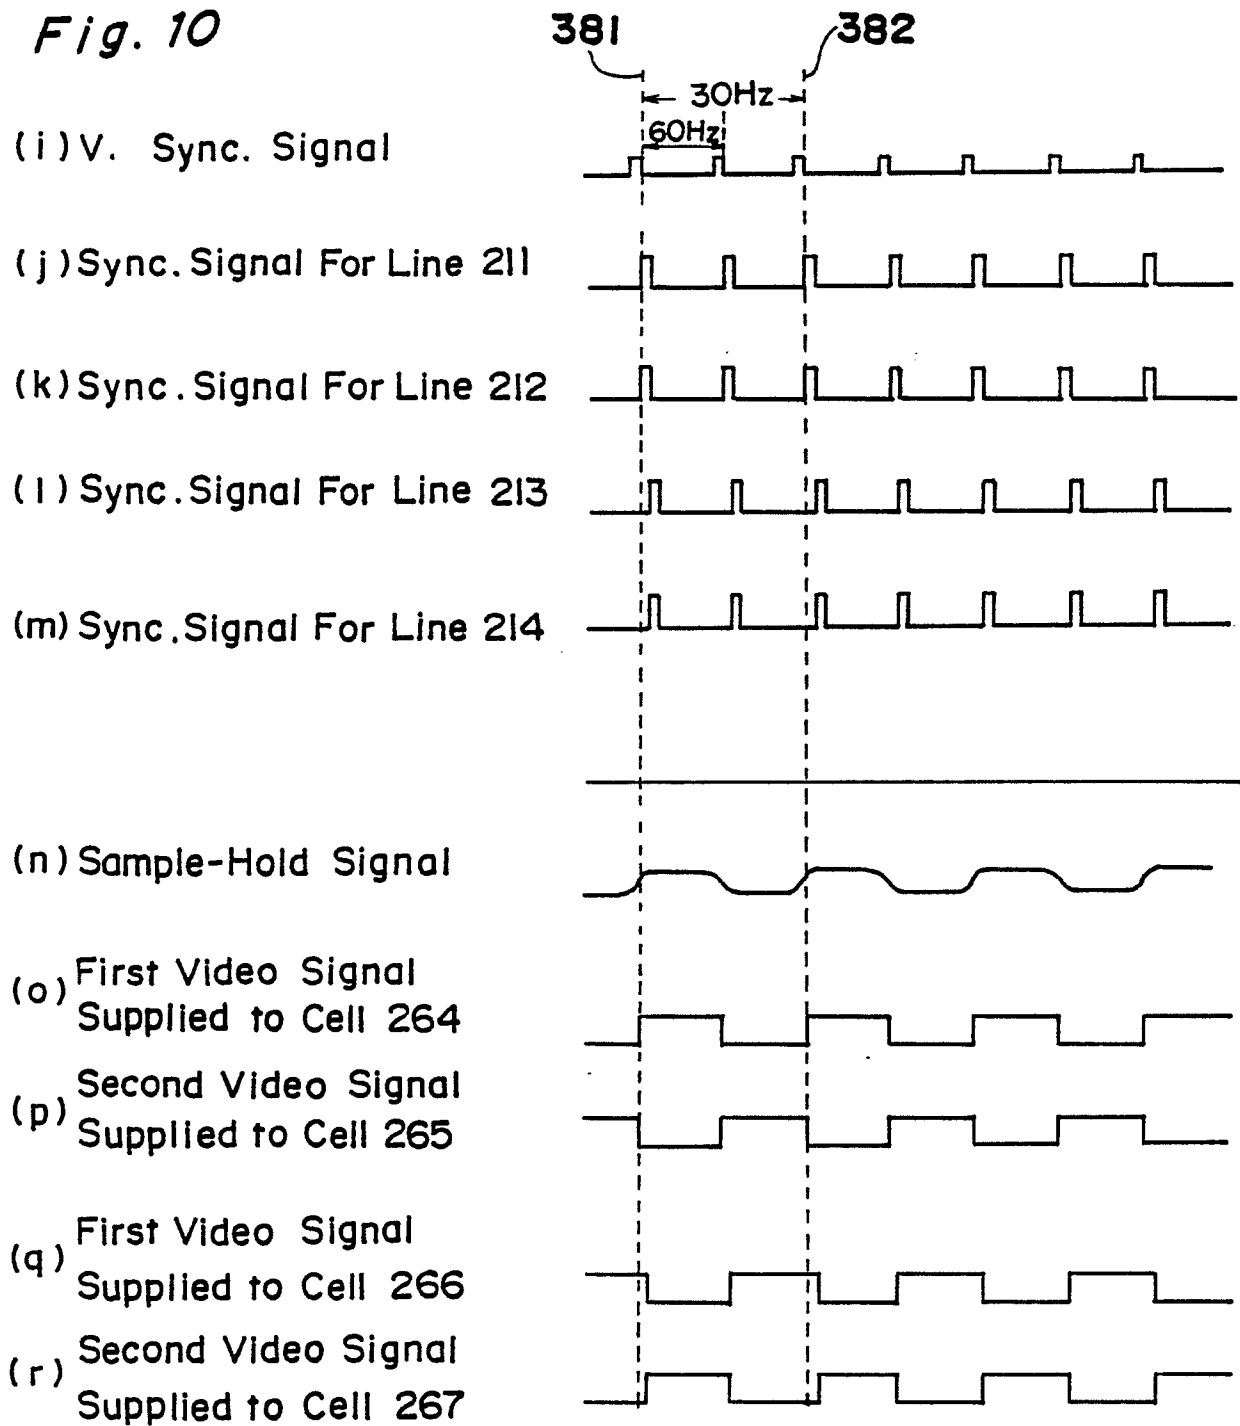 Fig. 10
381
382
30Hz
60Hz
(i) V. Sync. Signal
(j) Sync. Signal For Line 211
(k) Sync. Signal For Line 212
(l) Sync. Signal For Line 213
(m) Sync. Signal For Line 214
(n) Sample-Hold Signal
(o) First Video Signal
Supplied to Cell 264
(p) Second Video Signal
Supplied to Cell 265
(q) First Video Signal
Supplied to Cell 266
(r) Second Video Signal
Supplied to Cell 267